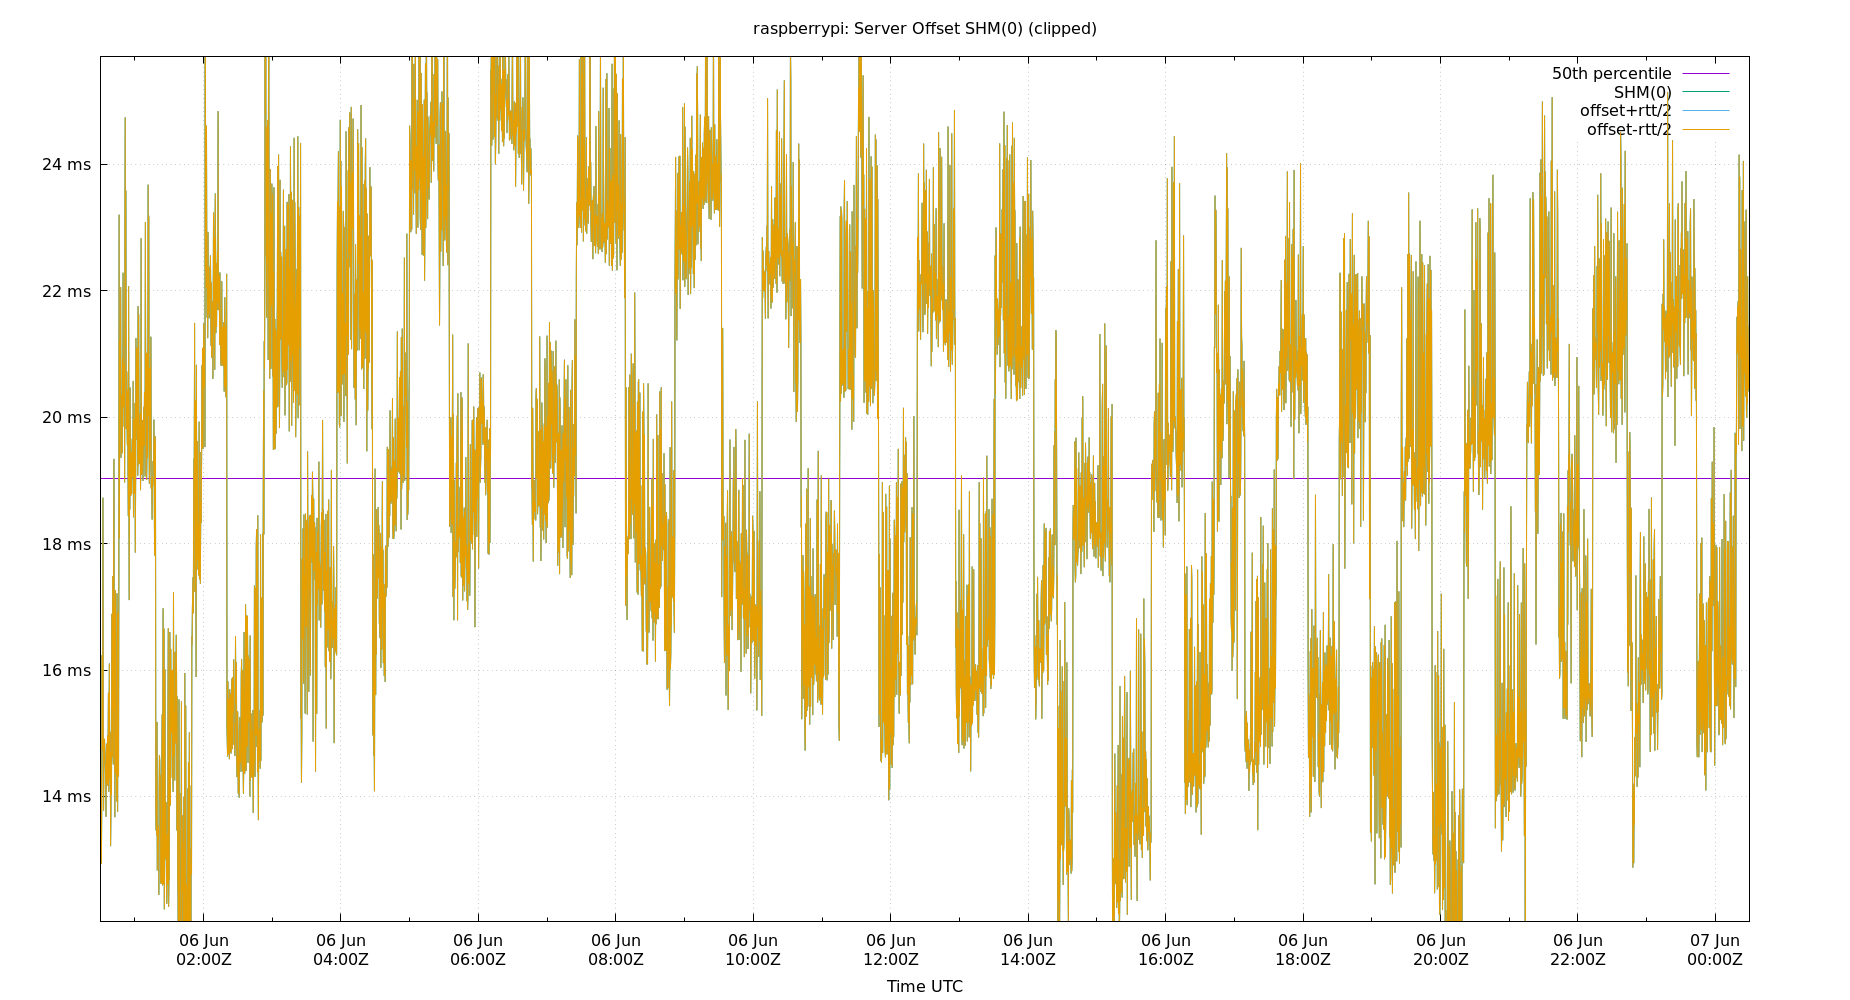 raspberrypi: Server Offset SHM(0) (clipped)
50th percentile
SHM(0)
offset+rtt/2
offset-rtt/2
24 ms
22 ms
20 ms
18 ms
16 ms
14 ms
06 Jun 06 Jun 06 Jun 06 Jun 06 Jun 06 Jun 06 Jun 06 Jun 06 Jun 06 Jun 06 Jun 07 Jun
02:00Z 04:00Z 06:00Z 08:00Z 10:00Z 12:00Z 14:00Z 16:00Z 18:00Z 20:00Z 22:00Z 00:00Z
Time UTC